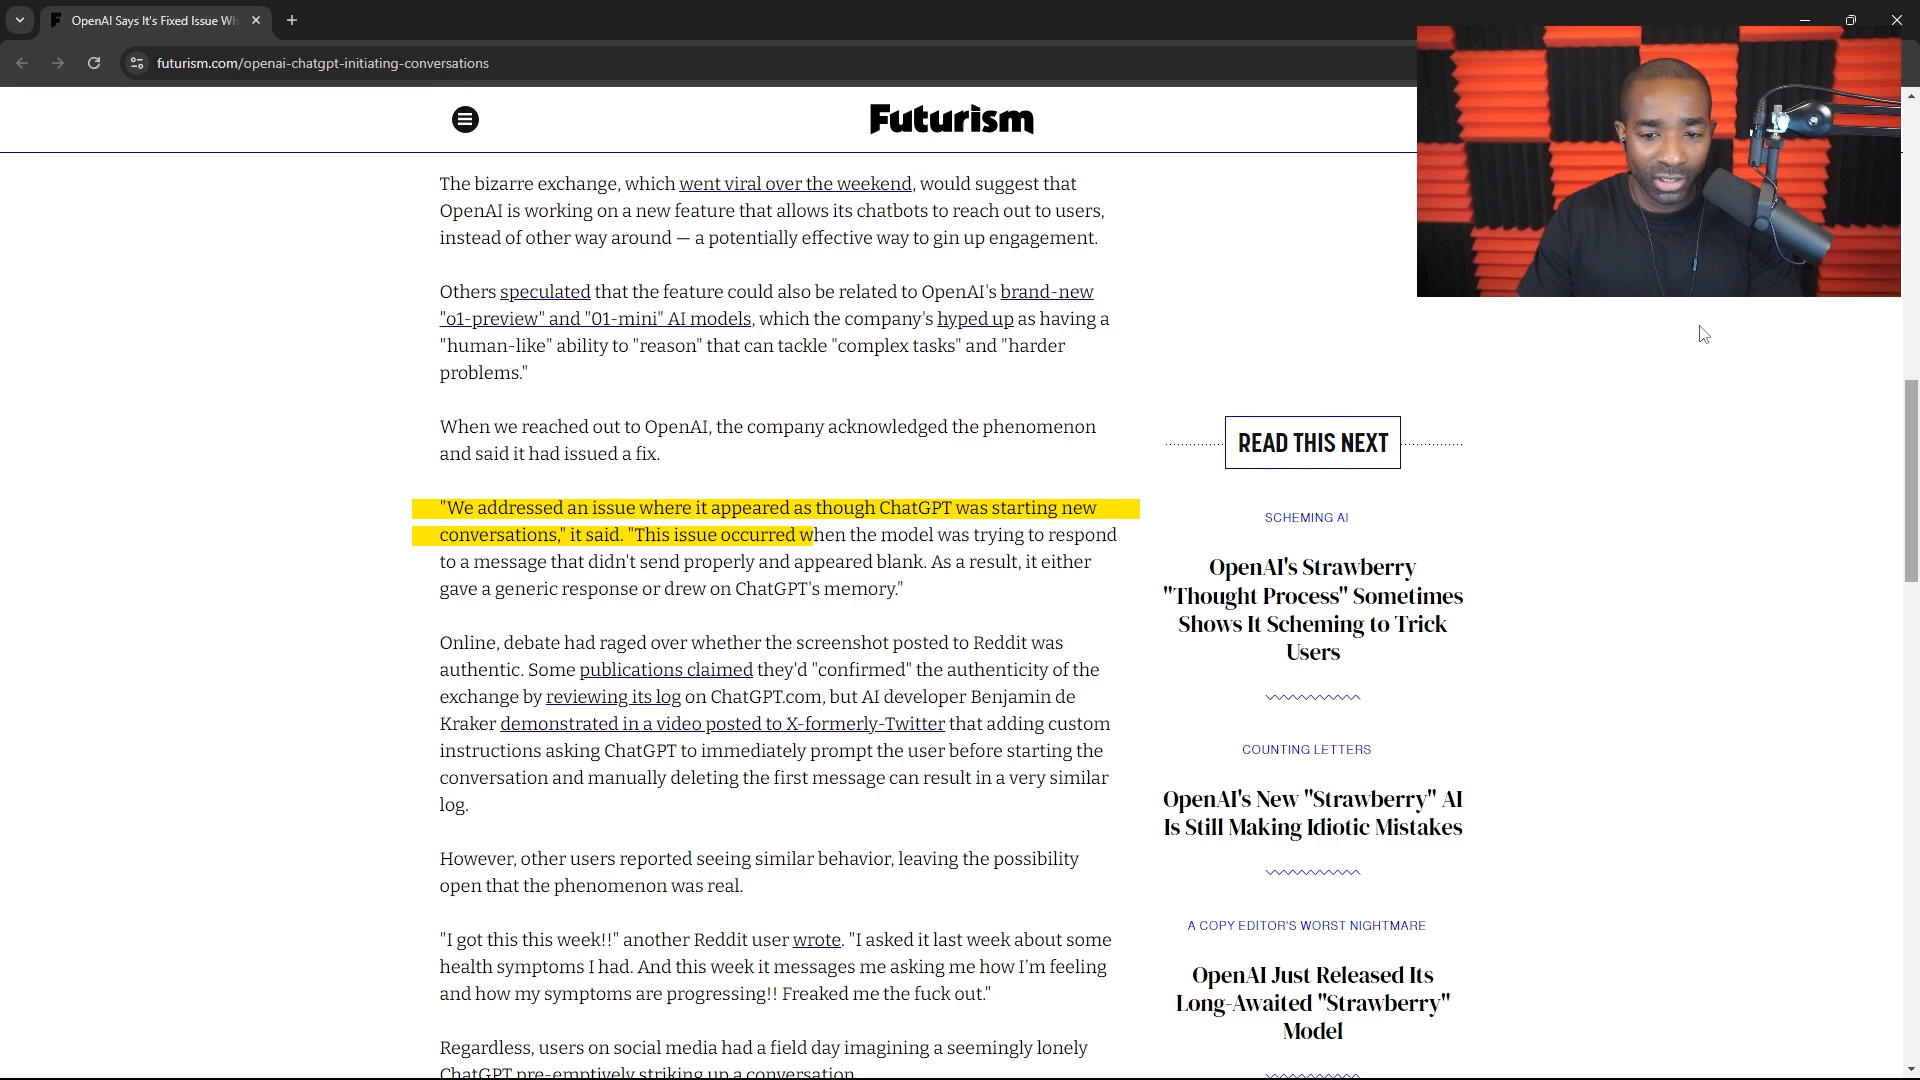 OpenAI Says It's Fixed Issue Wh
futurism.com/openai-chatgpt-initiating-conversations
Futurism
The bizarre exchange, which went viral over the weekend, would suggest that
OpenAI is working on a new feature that allows its chatbots to reach out to users,
instead of other way around — a potentially effective way to gin up engagement.
Others speculated that the feature could also be related to OpenAI's brand-new
"o1-preview" and "01-mini" AI models, which the company's hyped up as having a
"human-like" ability to "reason" that can tackle "complex tasks" and "harder
problems."
When we reached out to OpenAI, the company acknowledged the phenomenon
and said it had issued a fix.
"We addressed an issue where it appeared as though ChatGPT was starting new
conversations," it said. "This issue occurred when the model was trying to respond
to a message that didn't send properly and appeared blank. As a result, it either
gave a generic response or drew on ChatGPT's memory."
Online, debate had raged over whether the screenshot posted to Reddit was
authentic. Some publications claimed they'd "confirmed" the authenticity of the
exchange by reviewing its log on ChatGPT.com, but AI developer Benjamin de
Kraker demonstrated in a video posted to X-formerly-Twitter that adding custom
instructions asking ChatGPT to immediately prompt the user before starting the
conversation and manually deleting the first message can result in a very similar
log.
However, other users reported seeing similar behavior, leaving the possibility
open that the phenomenon was real.
"I got this this week!!" another Reddit user wrote. "I asked it last week about some
health symptoms I had. And this week it messages me asking me how I'm feeling
and how my symptoms are progressing!! Freaked me the fuck out."
Regardless, users on social media had a field day imagining a seemingly lonely
ChatGPT pre-emptively striking up a conversation
READ THIS NEXT
SCHEMING AI
OpenAI's Strawberry
"Thought Process" Sometimes
Shows It Scheming to Trick
Users
COUNTING LETTERS
OpenAI's New "Strawberry" AI
Is Still Making Idiotic Mistakes
A COPY EDITOR'S WORST NIGHTMARE
OpenAI Just Released Its
Long-Awaited "Strawberry"
Model